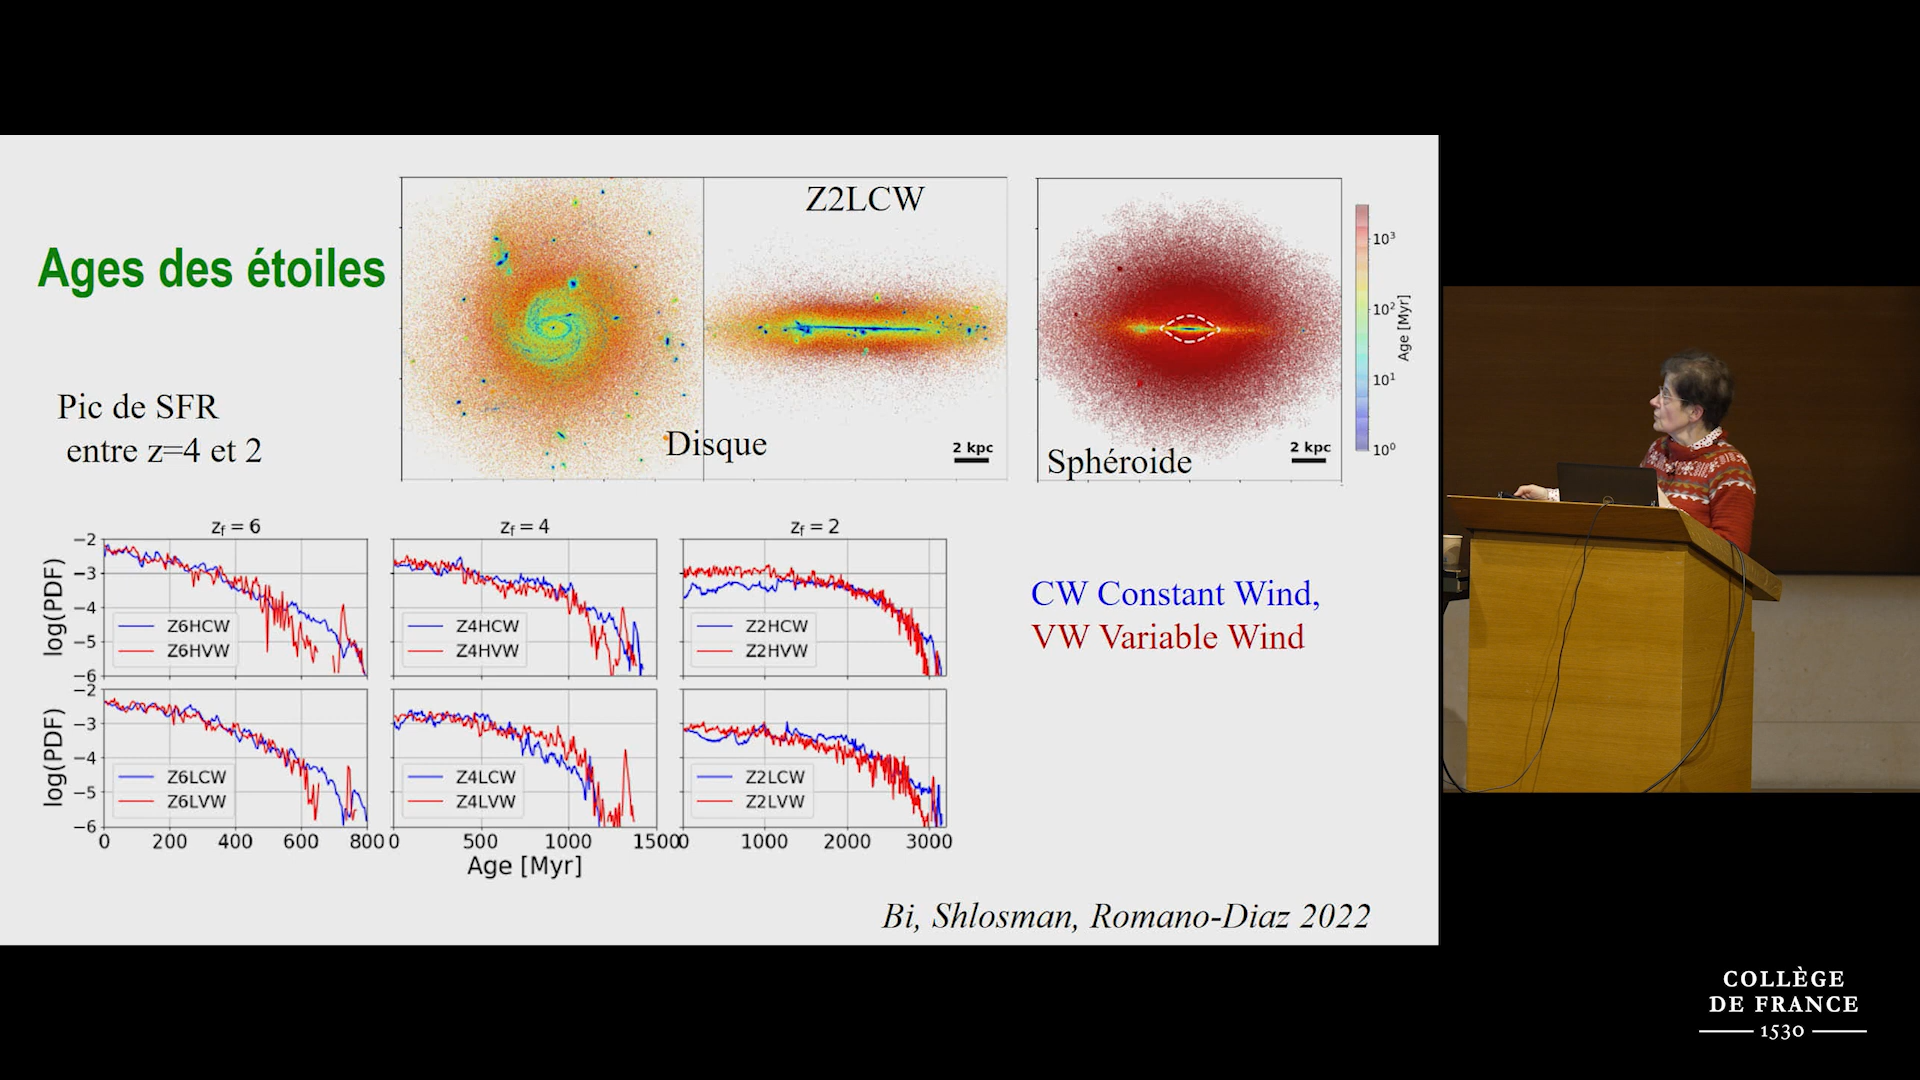 Ages des étoiles
Z2LCW
Pic de SFR
entre z=4 et 2
Disque
2 kpc
Sphéroide
2 kpc
10³
10²
10¹
10⁰
Age [Myr]
z_f = 6
z_f = 4
z_f = 2
log(PDF)
−2
−3
−4
−5
−6
Z6HCW
Z6HVW
Z4HCW
Z4HVW
Z2HCW
Z2HVW
CW Constant Wind,
VW Variable Wind
log(PDF)
−2
−3
−4
−5
−6
Z6LCW
Z6LVW
Z4LCW
Z4LVW
Z2LCW
Z2LVW
0 200 400 600 800
0 500 1000 1500
0 1000 2000 3000
Age [Myr]
Bi, Shlosman, Romano-Diaz 2022
COLLÈGE
DE FRANCE
1530